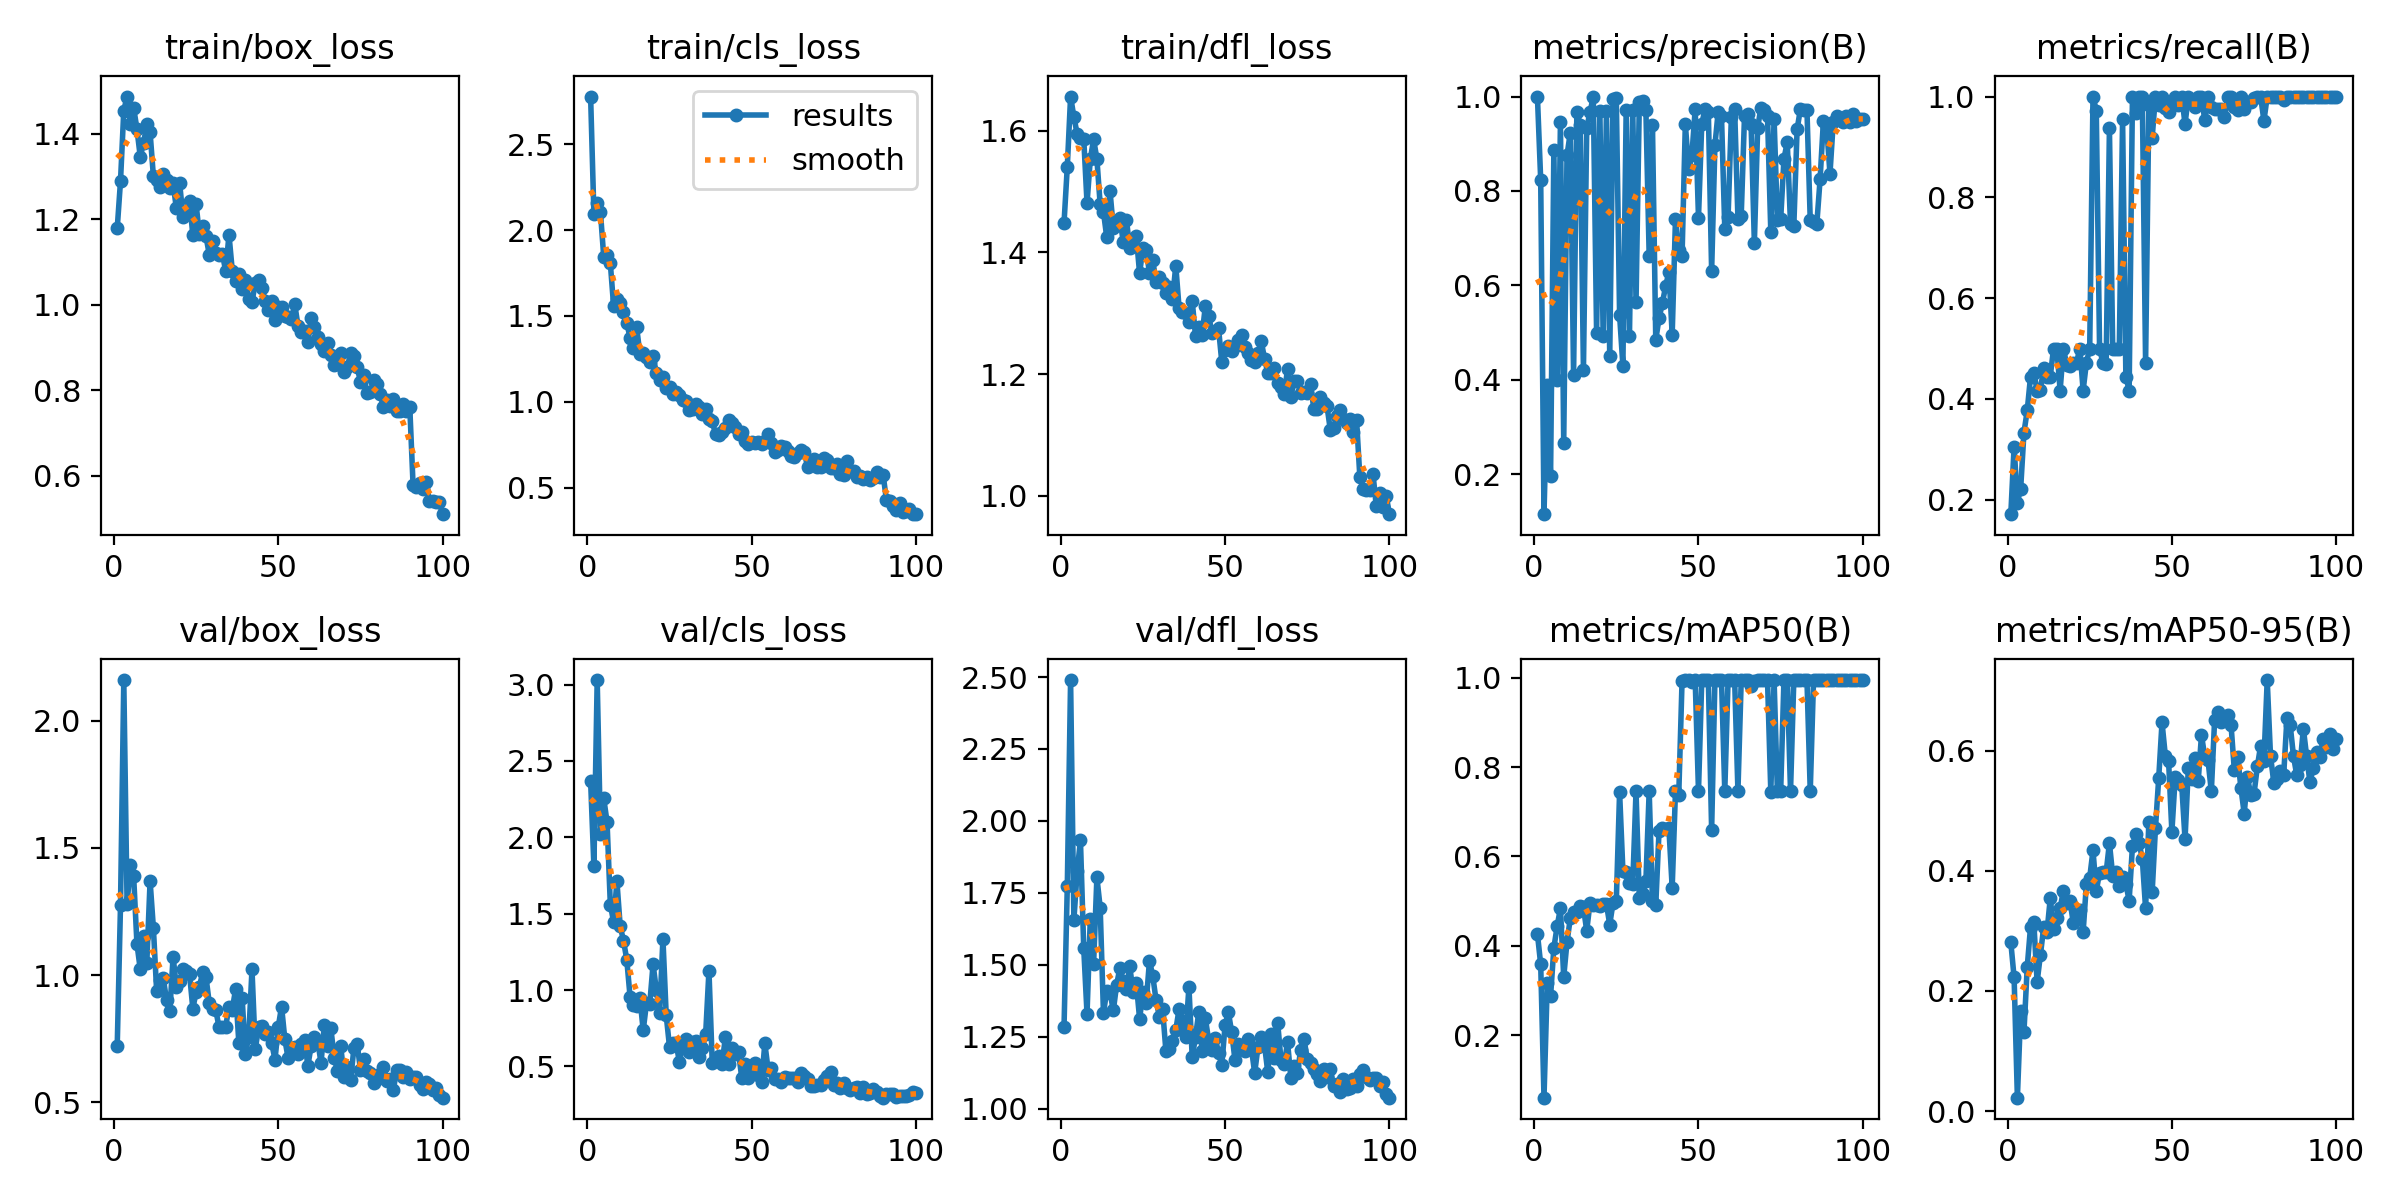 train/box_loss
1.4
1.2
1.0
0.8
0.6
0 50 100
train/cls_loss
results
smooth
2.5
2.0
1.5
1.0
0.5
0 50 100
train/dfl_loss
1.6
1.4
1.2
1.0
0 50 100
metrics/precision(B)
1.0
0.8
0.6
0.4
0.2
0 50 100
metrics/recall(B)
1.0
0.8
0.6
0.4
0.2
0 50 100
val/box_loss
2.0
1.5
1.0
0.5
0 50 100
val/cls_loss
3.0
2.5
2.0
1.5
1.0
0.5
0 50 100
val/dfl_loss
2.50
2.25
2.00
1.75
1.50
1.25
1.00
0 50 100
metrics/mAP50(B)
1.0
0.8
0.6
0.4
0.2
0 50 100
metrics/mAP50-95(B)
0.6
0.4
0.2
0.0
0 50 100